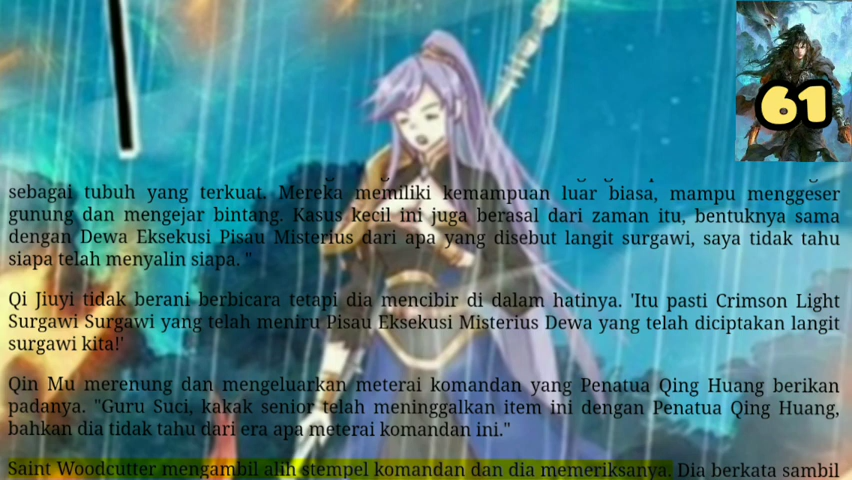 61
sebagai tubuh yang terkuat. Mereka memiliki kemampuan luar biasa, mampu menggeser
gunung dan mengejar bintang. Kasus kecil ini juga berasal dari zaman itu, bentuknya sama
dengan Dewa Eksekusi Pisau Misterius dari apa yang disebut langit surgawi, saya tidak tahu
siapa telah menyalin siapa. "
Qi Jiuyi tidak berani berbicara tetapi dia mencibir di dalam hatinya. 'Itu pasti Crimson Light
Surgawi Surgawi yang telah meniru Pisau Eksekusi Misterius Dewa yang telah diciptakan langit
surgawi kita!'
Qin Mu merenung dan mengeluarkan meterai komandan yang Penatua Qing Huang berikan
padanya. "Guru Suci, kakak senior telah meninggalkan item ini dengan Penatua Qing Huang,
bahkan dia tidak tahu dari era apa meterai komandan ini."
Saint Woodcutter mengambil alih stempel komandan dan dia memeriksanya. Dia berkata sambil